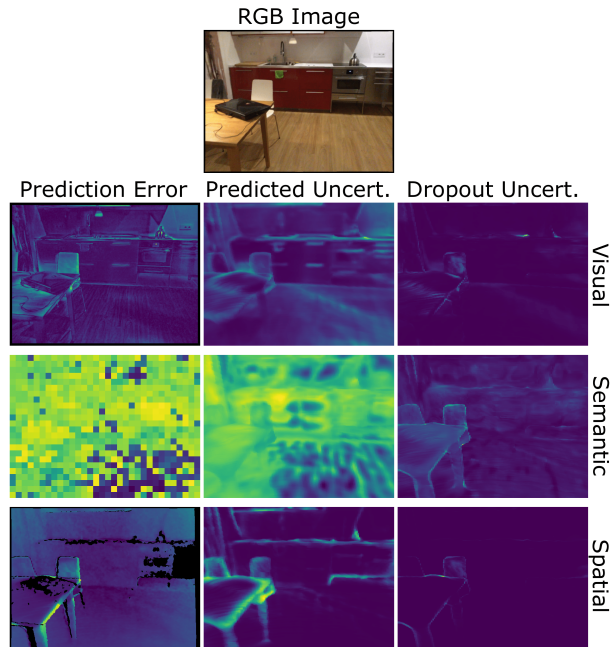 RGB Image
Prediction Error Predicted Uncert. Dropout Uncert.
Visual
Semantic
Spatial